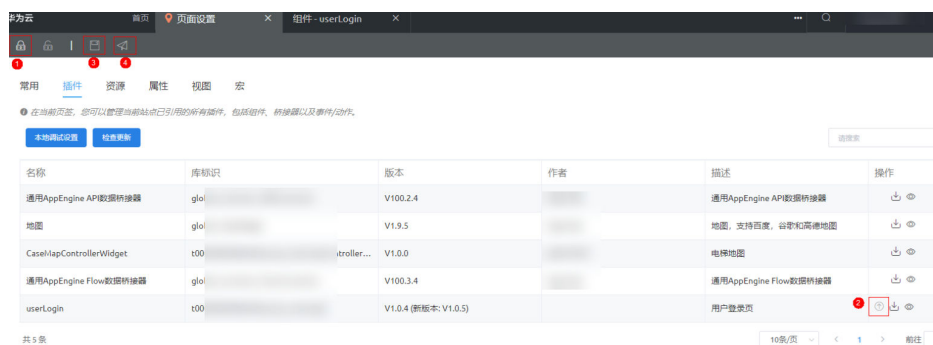 华为云 首页 页面设置 × 组件 - userLogin × ...
1 3 4
常用 插件 资源 属性 视图 宏
在当前页签，您可以管理当前站点已引用的所有插件，包括组件、桥接器以及事件/动作。
本地调试设置 检查更新 请搜索
名称 库标识 版本 作者 描述 操作
通用AppEngine API数据桥接器 glo V100.2.4 通用AppEngine API数据桥接器
地图 glo V1.9.5 地图，支持百度，谷歌和高德地图
CaseMapControllerWidget t00 troller... V1.0.0 电梯地图
通用AppEngine Flow数据桥接器 glo V100.3.4 通用AppEngine Flow数据桥接器
userLogin t00 V1.0.4 (新版本: V1.0.5) 用户登录页 2
共 5 条 10条/页 < 1 > 前往